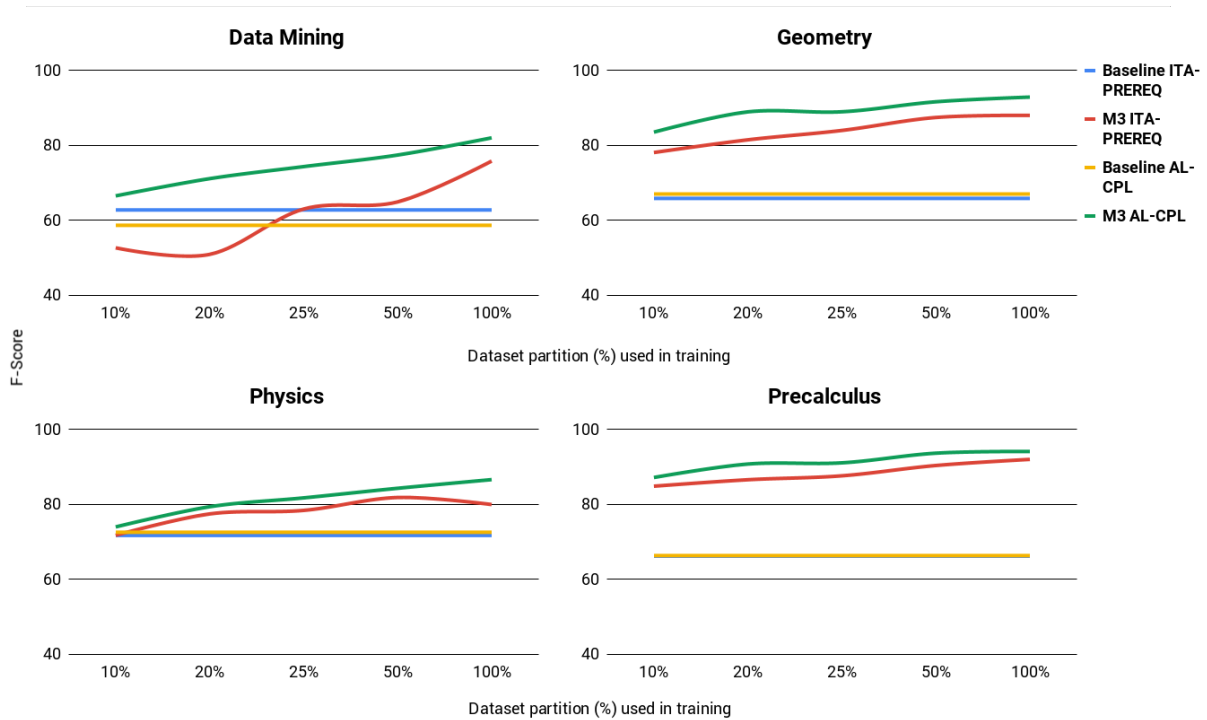 Data Mining
Geometry
100
80
60
40
10% 20% 25% 50% 100%
100
80
60
40
10% 20% 25% 50% 100%
Baseline ITA-
PREREQ
M3 ITA-
PREREQ
Baseline AL-
CPL
M3 AL-CPL
F-Score
Dataset partition (%) used in training
Physics
Precalculus
100
80
60
40
10% 20% 25% 50% 100%
100
80
60
40
10% 20% 25% 50% 100%
Dataset partition (%) used in training